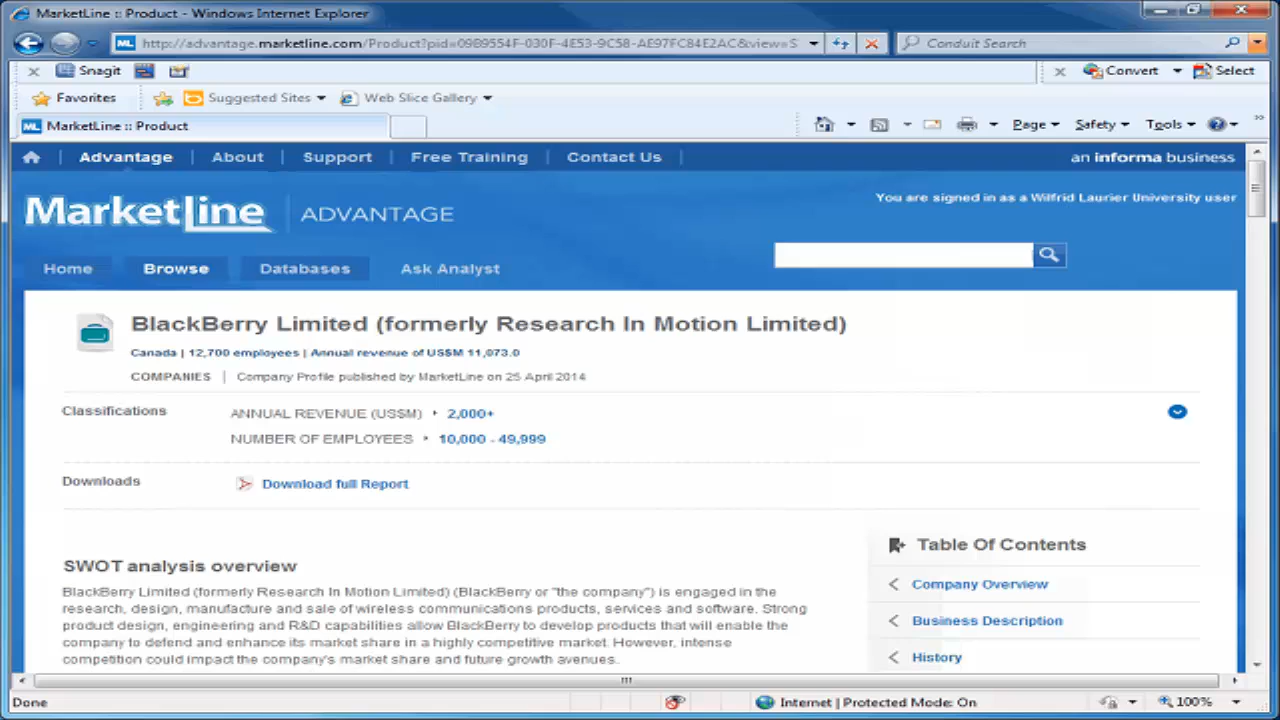 MarketLine :: Product - Windows Internet Explorer
ML http://advantage.marketline.com/Product?pid=09B9554F-030F-4E53-9C58-AE97FC84E2AC&view=S Conduit Search
Snagit Convert Select
Favorites Suggested Sites Web Slice Gallery
ML MarketLine :: Product Page Safety Tools
Advantage About Support Free Training Contact Us an informa business
MarketLine ADVANTAGE You are signed in as a Wilfrid Laurier University user
Home Browse Databases Ask Analyst
BlackBerry Limited (formerly Research In Motion Limited)
Canada | 12,700 employees | Annual revenue of US$M 11,073.0
COMPANIES | Company Profile published by MarketLine on 25 April 2014
Classifications ANNUAL REVENUE (US$M) 2,000+
NUMBER OF EMPLOYEES 10,000 - 49,999
Downloads Download full Report
SWOT analysis overview
BlackBerry Limited (formerly Research In Motion Limited) (BlackBerry or "the company") is engaged in the
research, design, manufacture and sale of wireless communications products, services and software. Strong
product design, engineering and R&D capabilities allow BlackBerry to develop products that will enable the
company to defend and enhance its market share in a highly competitive market. However, intense
competition could impact the company's market share and future growth avenues.
Table Of Contents
Company Overview
Business Description
History
Done Internet | Protected Mode: On 100%